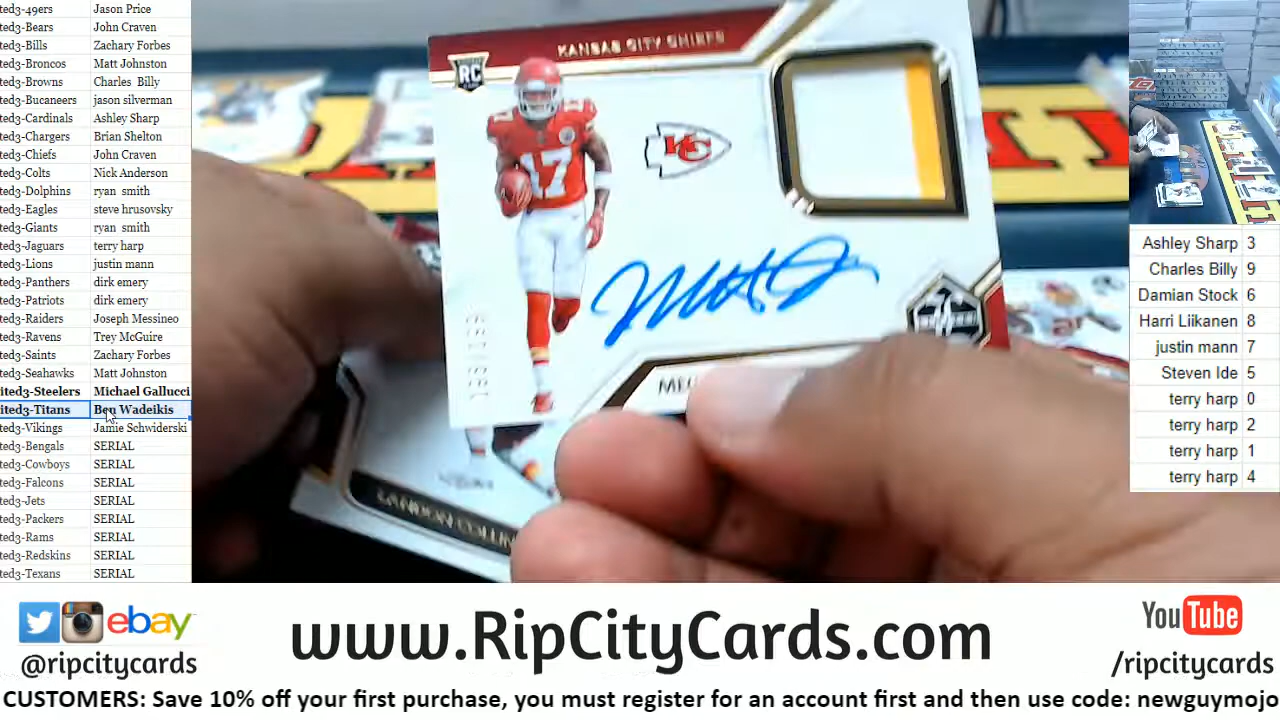 ted3-49ers Jason Price
ted3-Bears John Craven
ted3-Bills Zachary Forbes
ted3-Broncos Matt Johnston
ted3-Browns Charles Billy
ted3-Bucaneers jason silverman
ted3-Cardinals Ashley Sharp
ted3-Chargers Brian Shelton
ted3-Chiefs John Craven
ted3-Colts Nick Anderson
ted3-Dolphins ryan smith
ted3-Eagles steve hrusovsky
ted3-Giants ryan smith
ted3-Jaguars terry harp
ted3-Lions justin mann
ted3-Panthers dirk emery
ted3-Patriots dirk emery
ted3-Raiders Joseph Messineo
ted3-Ravens Trey McGuire
ted3-Saints Zachary Forbes
ted3-Seahawks Matt Johnston
ited3-Steelers Michael Gallucci
ited3-Titans Ben Wadeikis
ted3-Vikings Jamie Schwiderski
ted3-Bengals SERIAL
ted3-Cowboys SERIAL
ted3-Falcons SERIAL
ted3-Jets SERIAL
ted3-Packers SERIAL
ted3-Rams SERIAL
ted3-Redskins SERIAL
ted3-Texans SERIAL
KANSAS CITY CHIEFS
RC
17
KC
LANDON COLLIN
Ashley Sharp 3
Charles Billy 9
Damian Stock 6
Harri Liikanen 8
justin mann 7
Steven Ide 5
terry harp 0
terry harp 2
terry harp 1
terry harp 4
ebay
@ripcitycards
www.RipCityCards.com
YouTube
/ripcitycards
CUSTOMERS: Save 10% off your first purchase, you must register for an account first and then use code: newguymojo